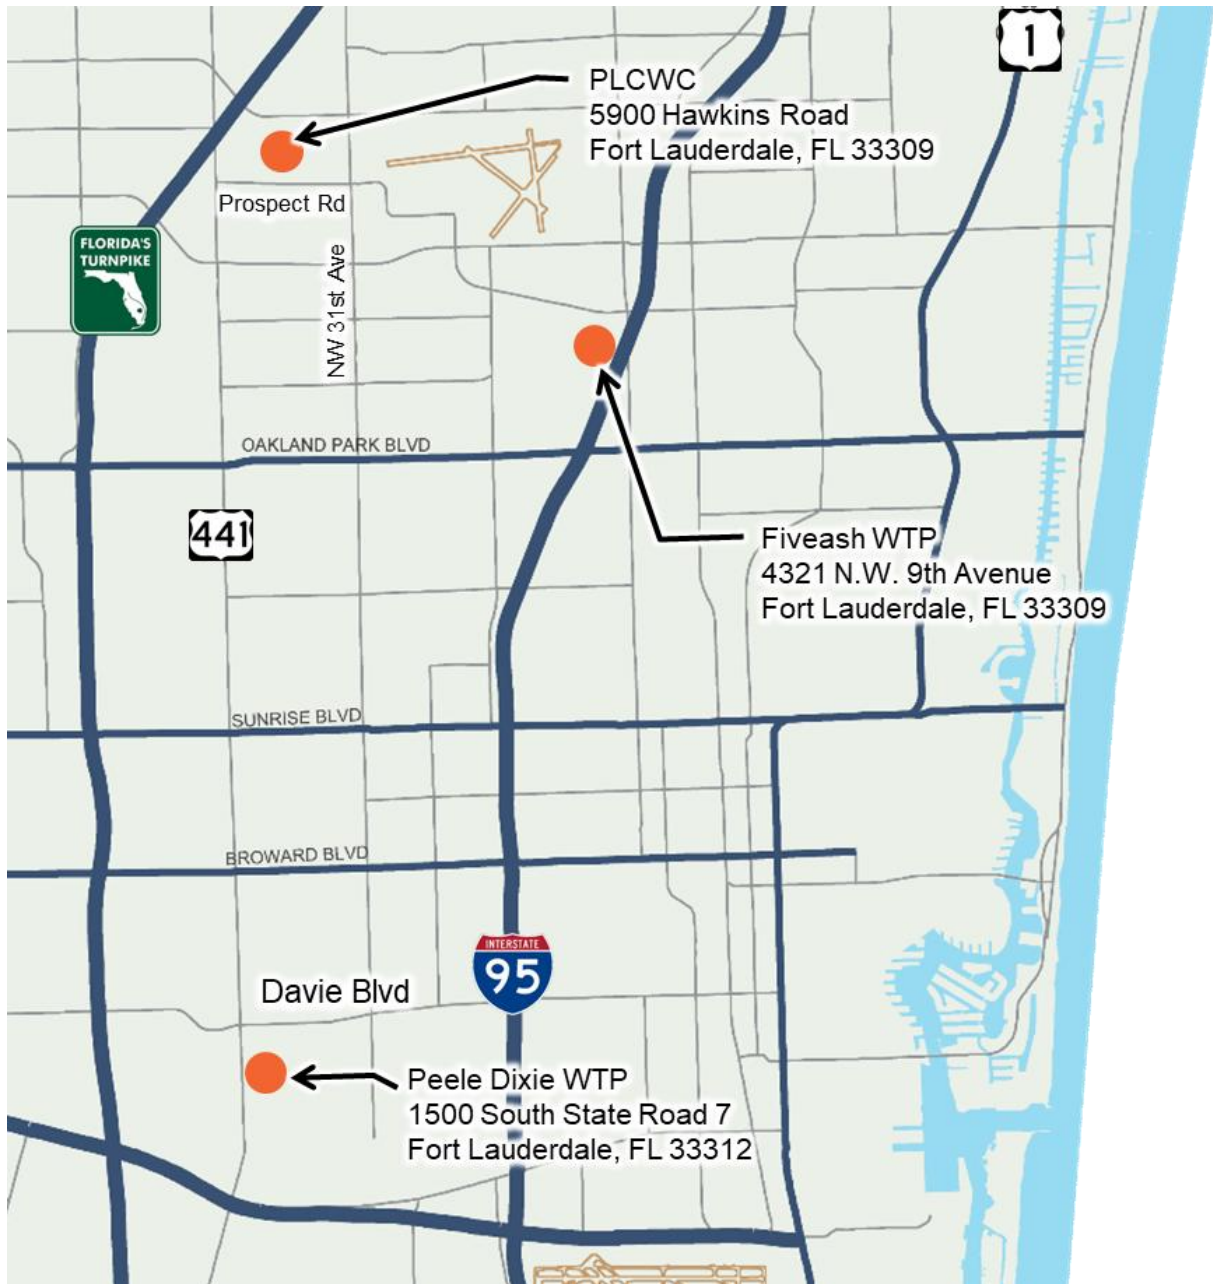 1
PLCWC
5900 Hawkins Road
Fort Lauderdale, FL 33309
Prospect Rd
FLORIDA'S
TURNPIKE
NW 31st Ave
OAKLAND PARK BLVD
441
Fiveash WTP
4321 N.W. 9th Avenue
Fort Lauderdale, FL 33309
SUNRISE BLVD
BROWARD BLVD
INTERSTATE
95
Davie Blvd
Peele Dixie WTP
1500 South State Road 7
Fort Lauderdale, FL 33312